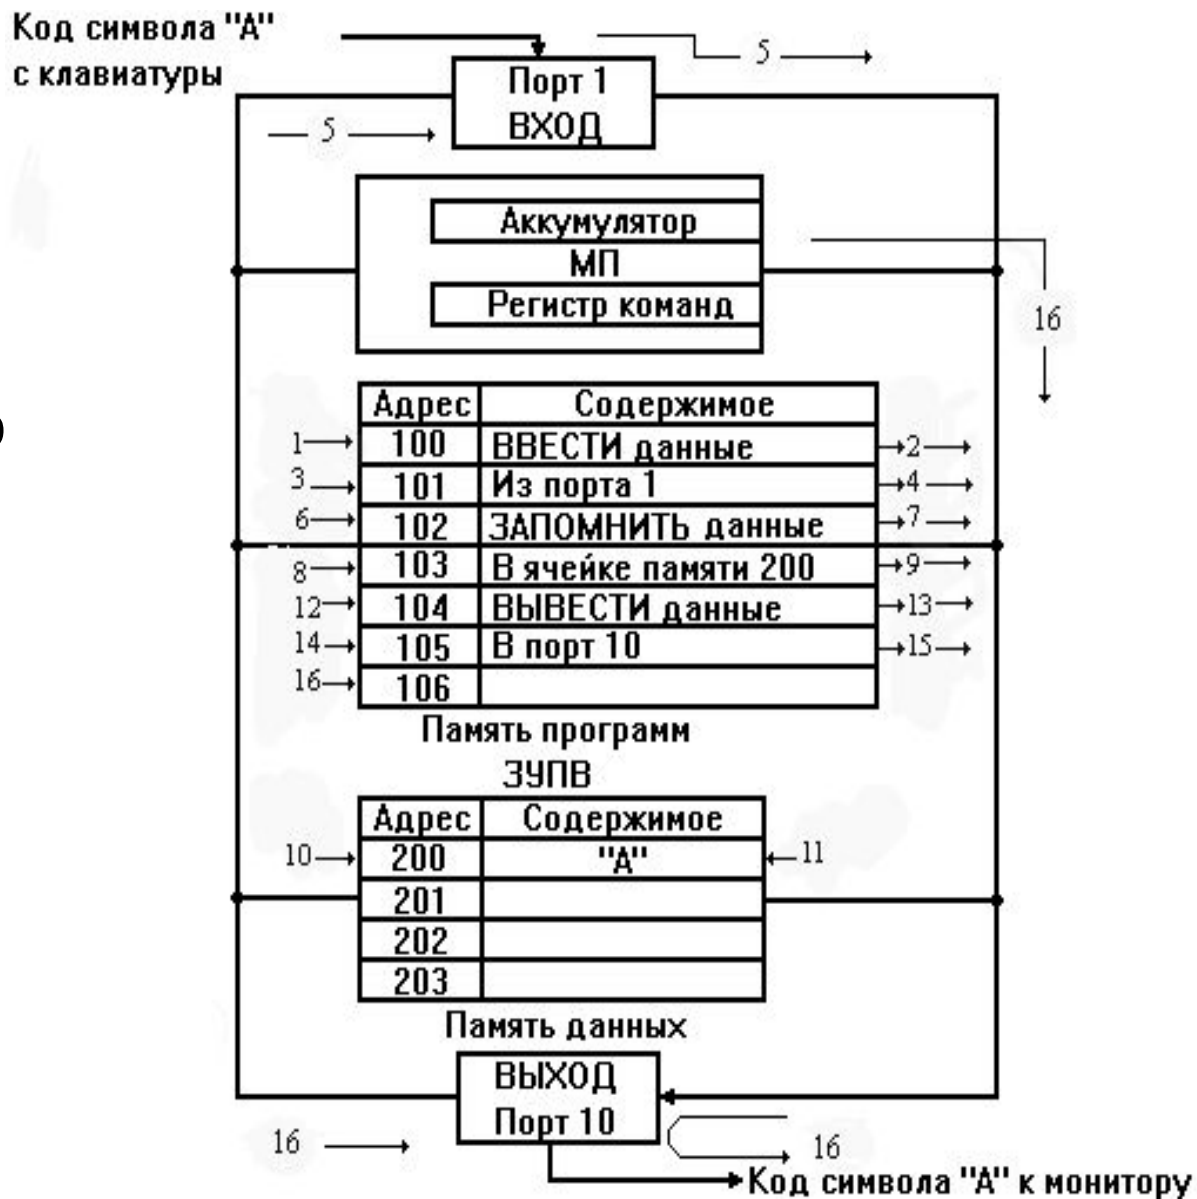 Код символа "А"
с клавиатуры
5
Порт 1
ВХОД
5
Аккумулятор
МП
Регистр команд
16
Адрес Содержимое
1 100 ВВЕСТИ данные 2
3 101 Из порта 1 4
6 102 ЗАПОМНИТЬ данные 7
8 103 В ячейке памяти 200 9
12 104 ВЫВЕСТИ данные 13
14 105 В порт 10 15
16 106
Память программ
ЗУПВ
Адрес Содержимое
10 200 "А" 11
201
202
203
Память данных
ВЫХОД
Порт 10
16
16
Код символа "А" к монитору